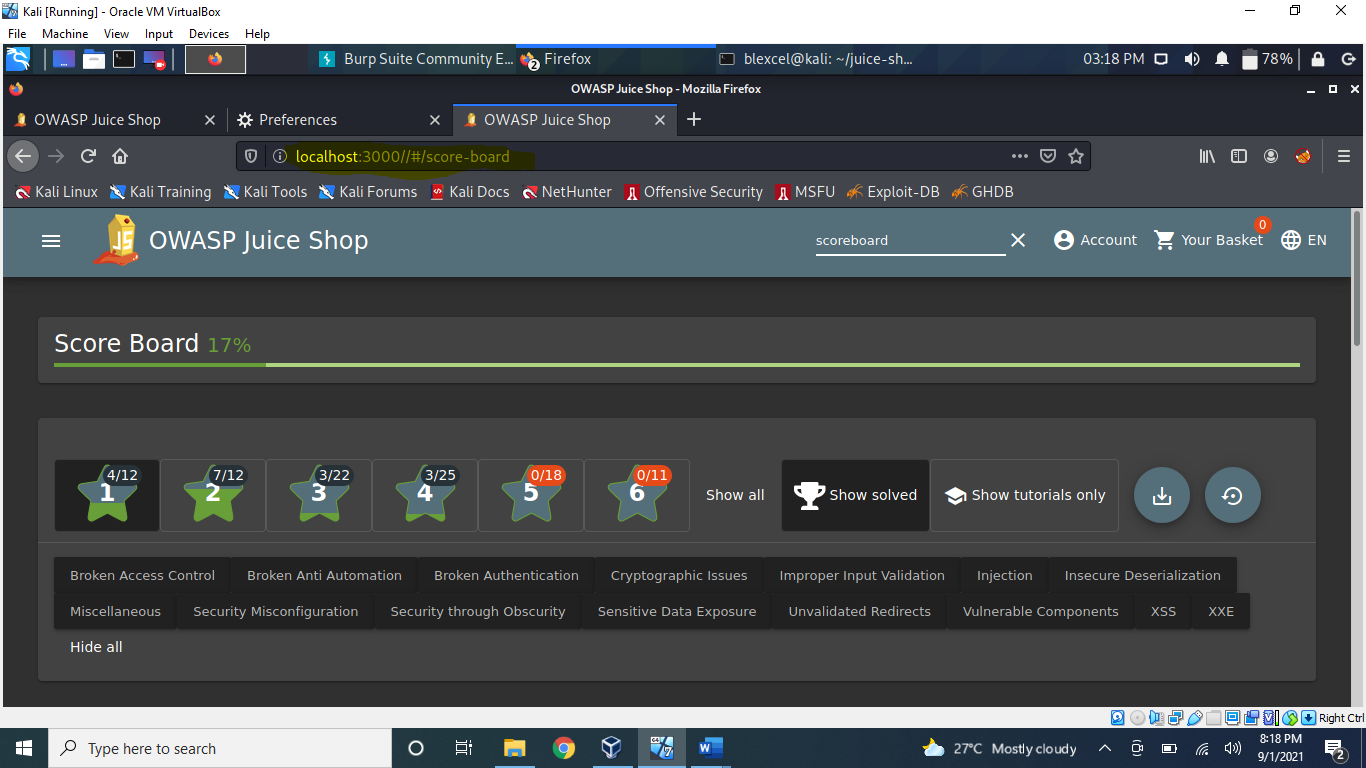 Kali [Running] - Oracle VM VirtualBox
File Machine View Input Devices Help
Burp Suite Community E... 2 Firefox blexcel@kali: ~/juice-sh... 03:18 PM 78%
OWASP Juice Shop - Mozilla Firefox
OWASP Juice Shop Preferences OWASP Juice Shop
localhost:3000//#/score-board
Kali Linux Kali Training Kali Tools Kali Forums Kali Docs NetHunter Offensive Security MSFU Exploit-DB GHDB
JS OWASP Juice Shop scoreboard Account Your Basket 0 EN
Score Board 17%
4/12 7/12 3/22 3/25 0/18 0/11
1 2 3 4 5 6 Show all Show solved Show tutorials only
Broken Access Control Broken Anti Automation Broken Authentication Cryptographic Issues Improper Input Validation Injection Insecure Deserialization
Miscellaneous Security Misconfiguration Security through Obscurity Sensitive Data Exposure Unvalidated Redirects Vulnerable Components XSS XXE
Hide all
Right Ctrl
Type here to search 27°C Mostly cloudy 8:18 PM
9/1/2021 2